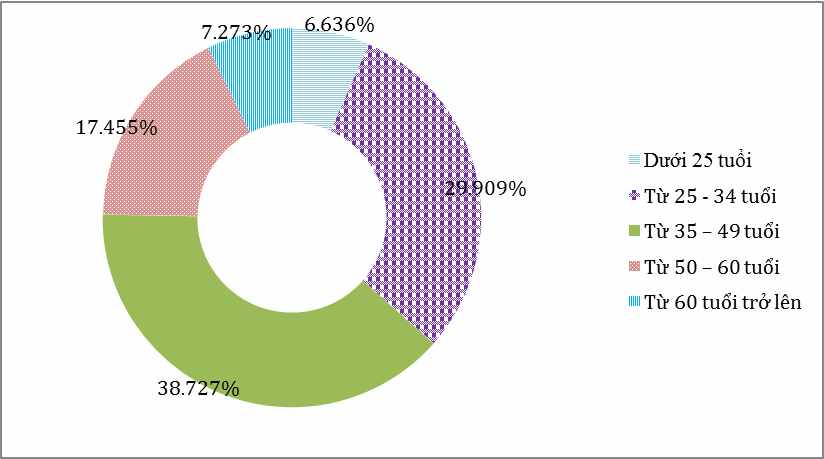 6.636%
7.273%
17.455%
29.909%
38.727%
Dưới 25 tuổi
Từ 25 - 34 tuổi
Từ 35 – 49 tuổi
Từ 50 – 60 tuổi
Từ 60 tuổi trở lên